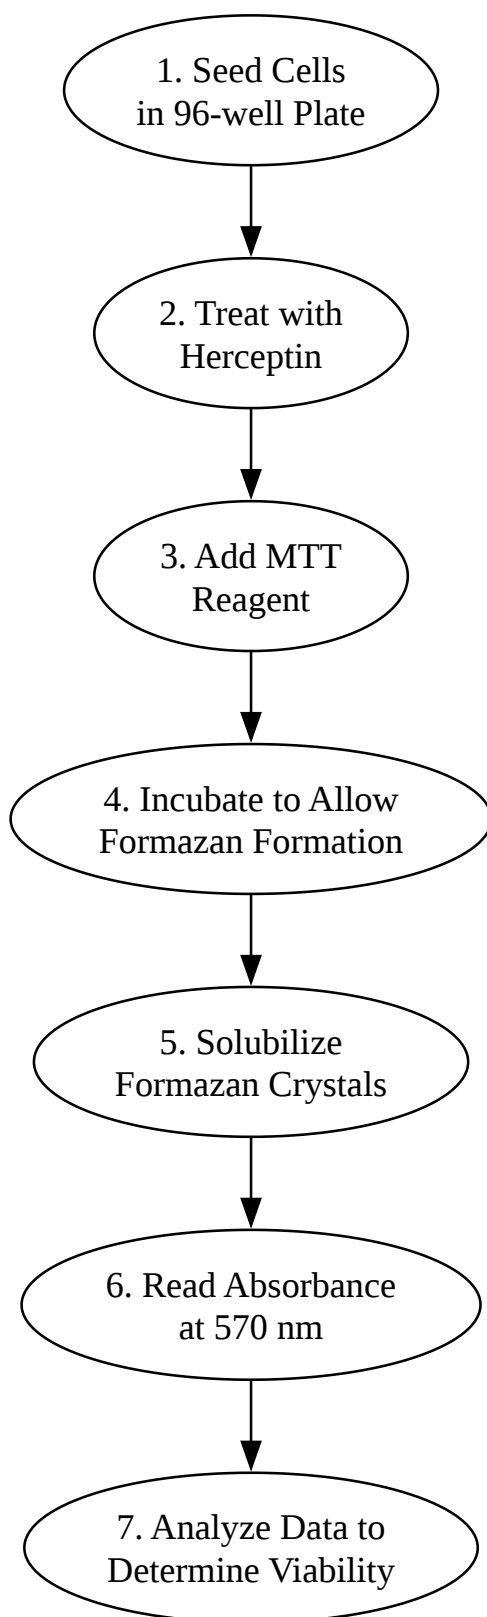 1. Seed Cells
in 96-well Plate
2. Treat with
Herceptin
3. Add MTT
Reagent
4. Incubate to Allow
Formazan Formation
5. Solubilize
Formazan Crystals
6. Read Absorbance
at 570 nm
7. Analyze Data to
Determine Viability